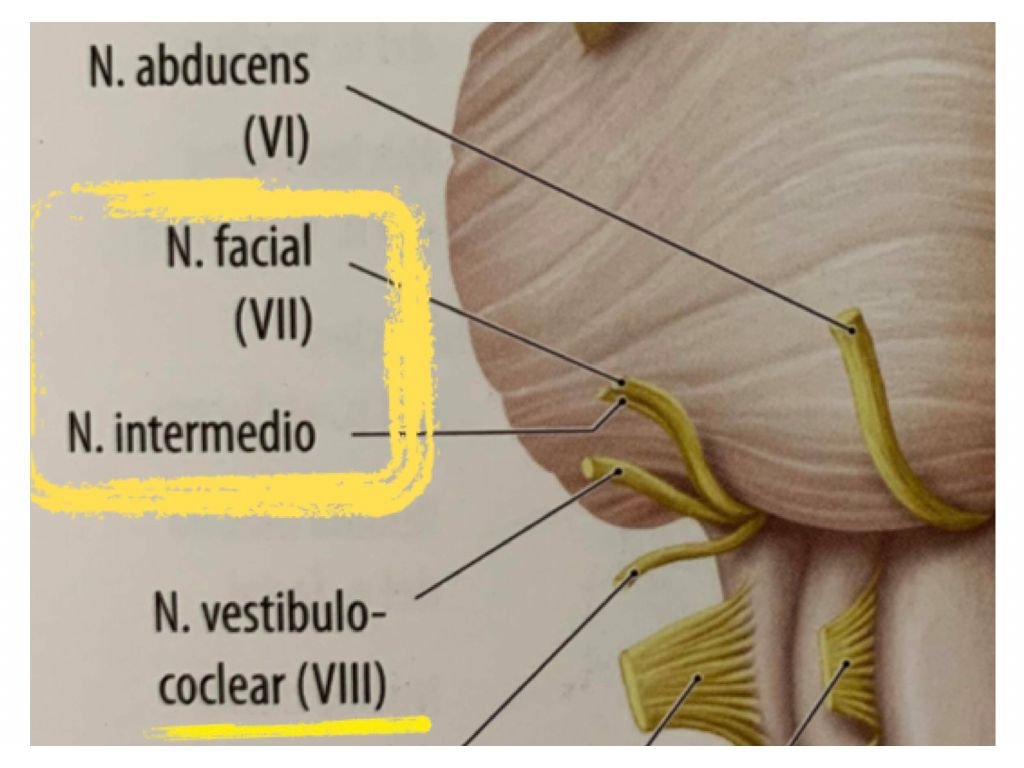 N. abducens
(VI)
N. facial
(VII)
N. intermedio
N. vestibulo-
coclear (VIII)